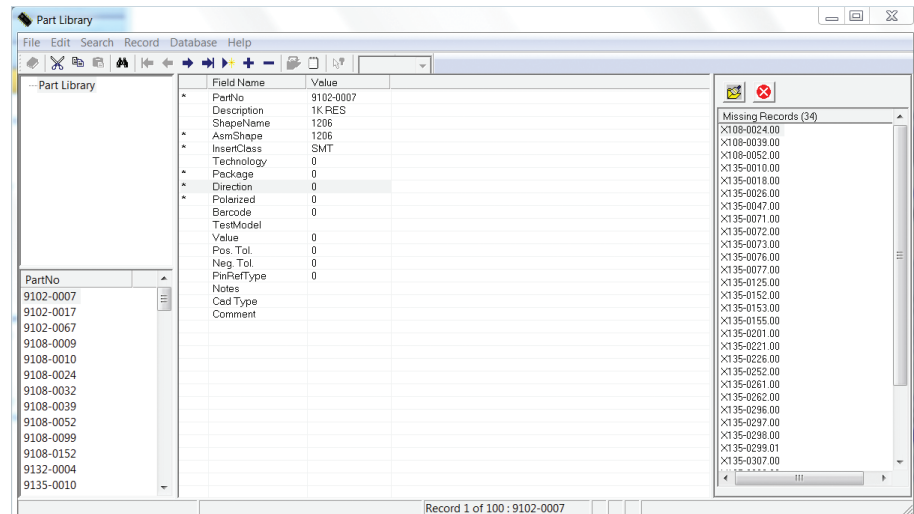 Part Library
File Edit Search Record Database Help
Part Library
Field Name Value
* PartNo 9102-0007
Description 1K RES
ShapeName 1206
* AsmShape 1206
* InsertClass SMT
Technology 0
* Package 0
* Direction 0
* Polarized 0
Barcode 0
TestModel
Value 0
Pos. Tol. 0
Neg. Tol. 0
PinRefType 0
Notes
Cad Type
Comment
PartNo
9102-0007
9102-0017
9102-0067
9108-0009
9108-0010
9108-0024
9108-0032
9108-0039
9108-0052
9108-0099
9108-0152
9132-0004
9135-0010
Missing Records (34)
X108-0024.00
X108-0039.00
X108-0052.00
X135-0010.00
X135-0018.00
X135-0026.00
X135-0047.00
X135-0071.00
X135-0072.00
X135-0073.00
X135-0076.00
X135-0077.00
X135-0125.00
X135-0152.00
X135-0153.00
X135-0155.00
X135-0201.00
X135-0221.00
X135-0226.00
X135-0252.00
X135-0261.00
X135-0262.00
X135-0296.00
X135-0297.00
X135-0298.00
X135-0299.01
X135-0307.00
Record 1 of 100 : 9102-0007